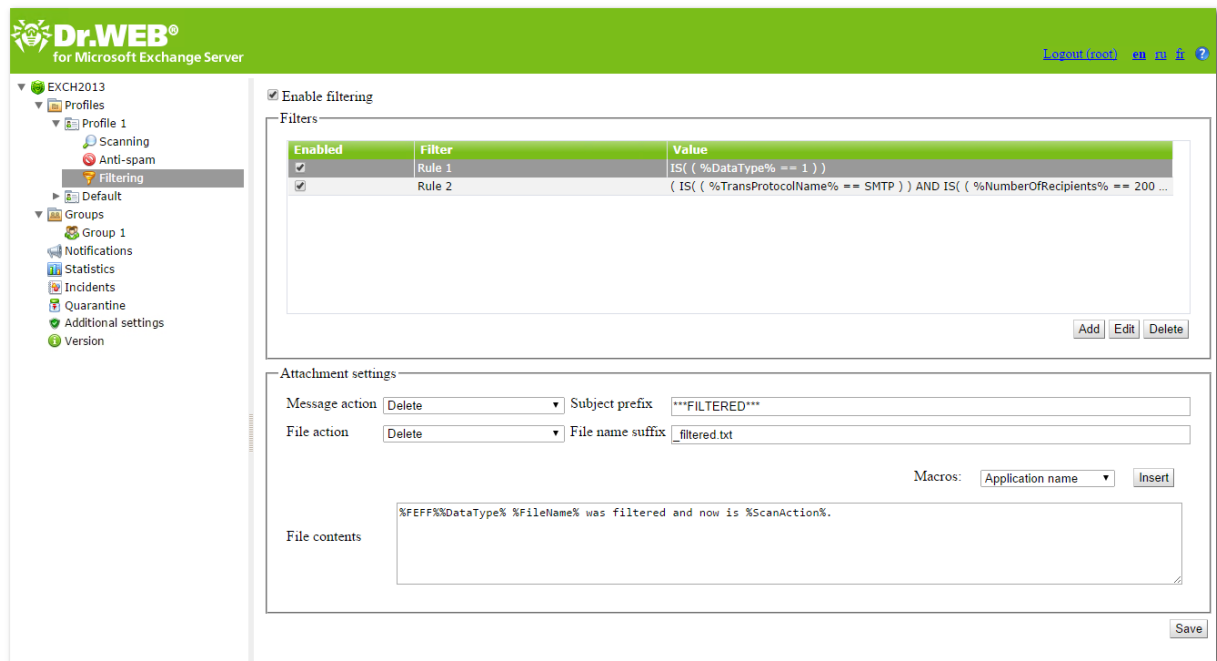 Dr.WEB®
for Microsoft Exchange Server
Logout (root) en ru fr ?
EXCH2013
Profiles
Profile 1
Scanning
Anti-spam
Filtering
Default
Groups
Group 1
Notifications
Statistics
Incidents
Quarantine
Additional settings
Version
Enable filtering
Filters
Enabled Filter Value
Rule 1 IS( ( %DataType% == 1 ) )
Rule 2 ( IS( ( %TransProtocolName% == SMTP ) ) AND IS( ( %NumberOfRecipients% == 200 ...
Add Edit Delete
Attachment settings
Message action Delete Subject prefix ***FILTERED***
File action Delete File name suffix _filtered.txt
Macros: Application name Insert
File contents
%FEFF%%DataType% %FileName% was filtered and now is %ScanAction%.
Save